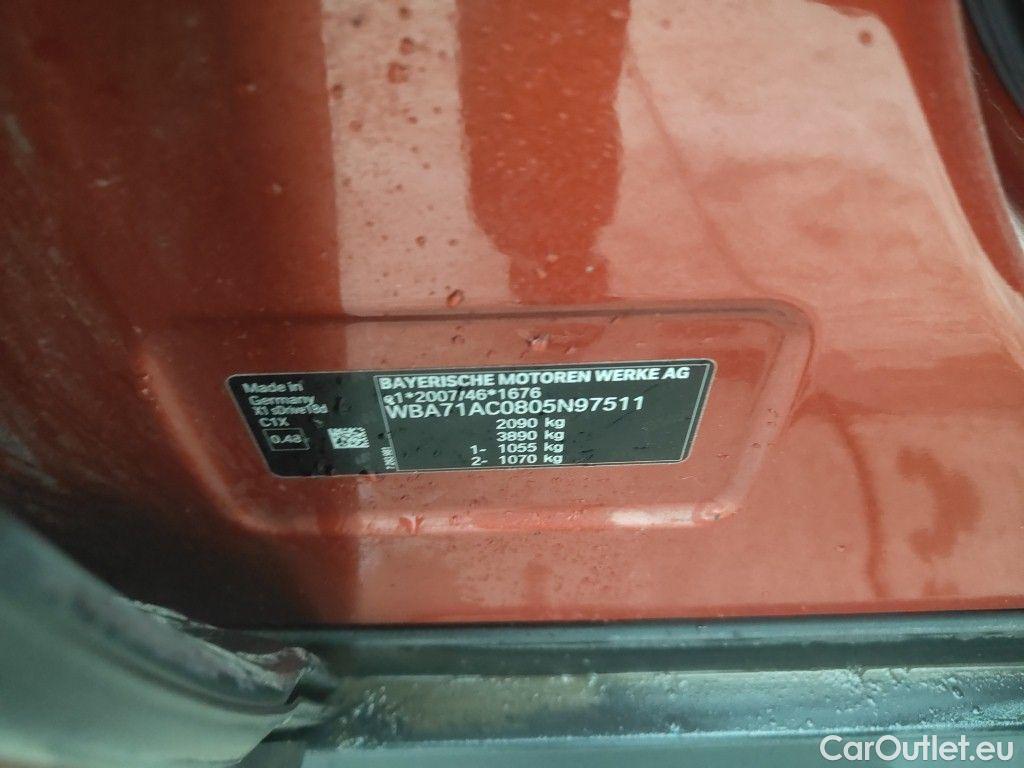 Made in
Germany
X1 sDrive18d
C1X
0.48
BAYERISCHE MOTOREN WERKE AG
e1*2007/46*1676
WBA71AC0805N97511
2090 kg
3890 kg
1- 1055 kg
2- 1070 kg
CarOutlet.eu